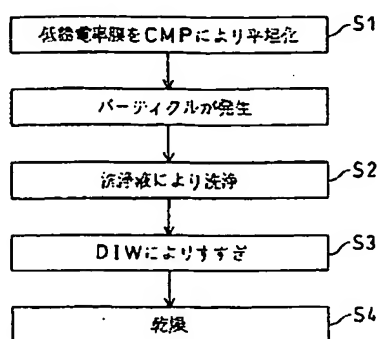 低誘電率膜をCMPにより平坦化
S1
パーティクルが発生
洗浄液により洗浄
S2
DIWによりすすぎ
S3
乾燥
S4